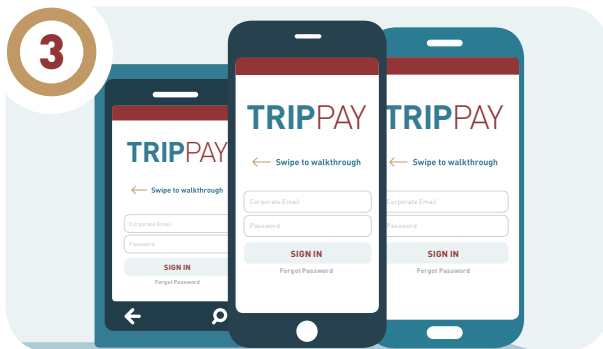 3
TRIPPAY
Swipe to walkthrough
Corporate Email
Password
SIGN IN
Forgot Password
TRIPPAY
Swipe to walkthrough
Corporate Email
Password
SIGN IN
Forgot Password
TRIPPAY
Swipe to walkthrough
Corporate Email
Password
SIGN IN
Forgot Password